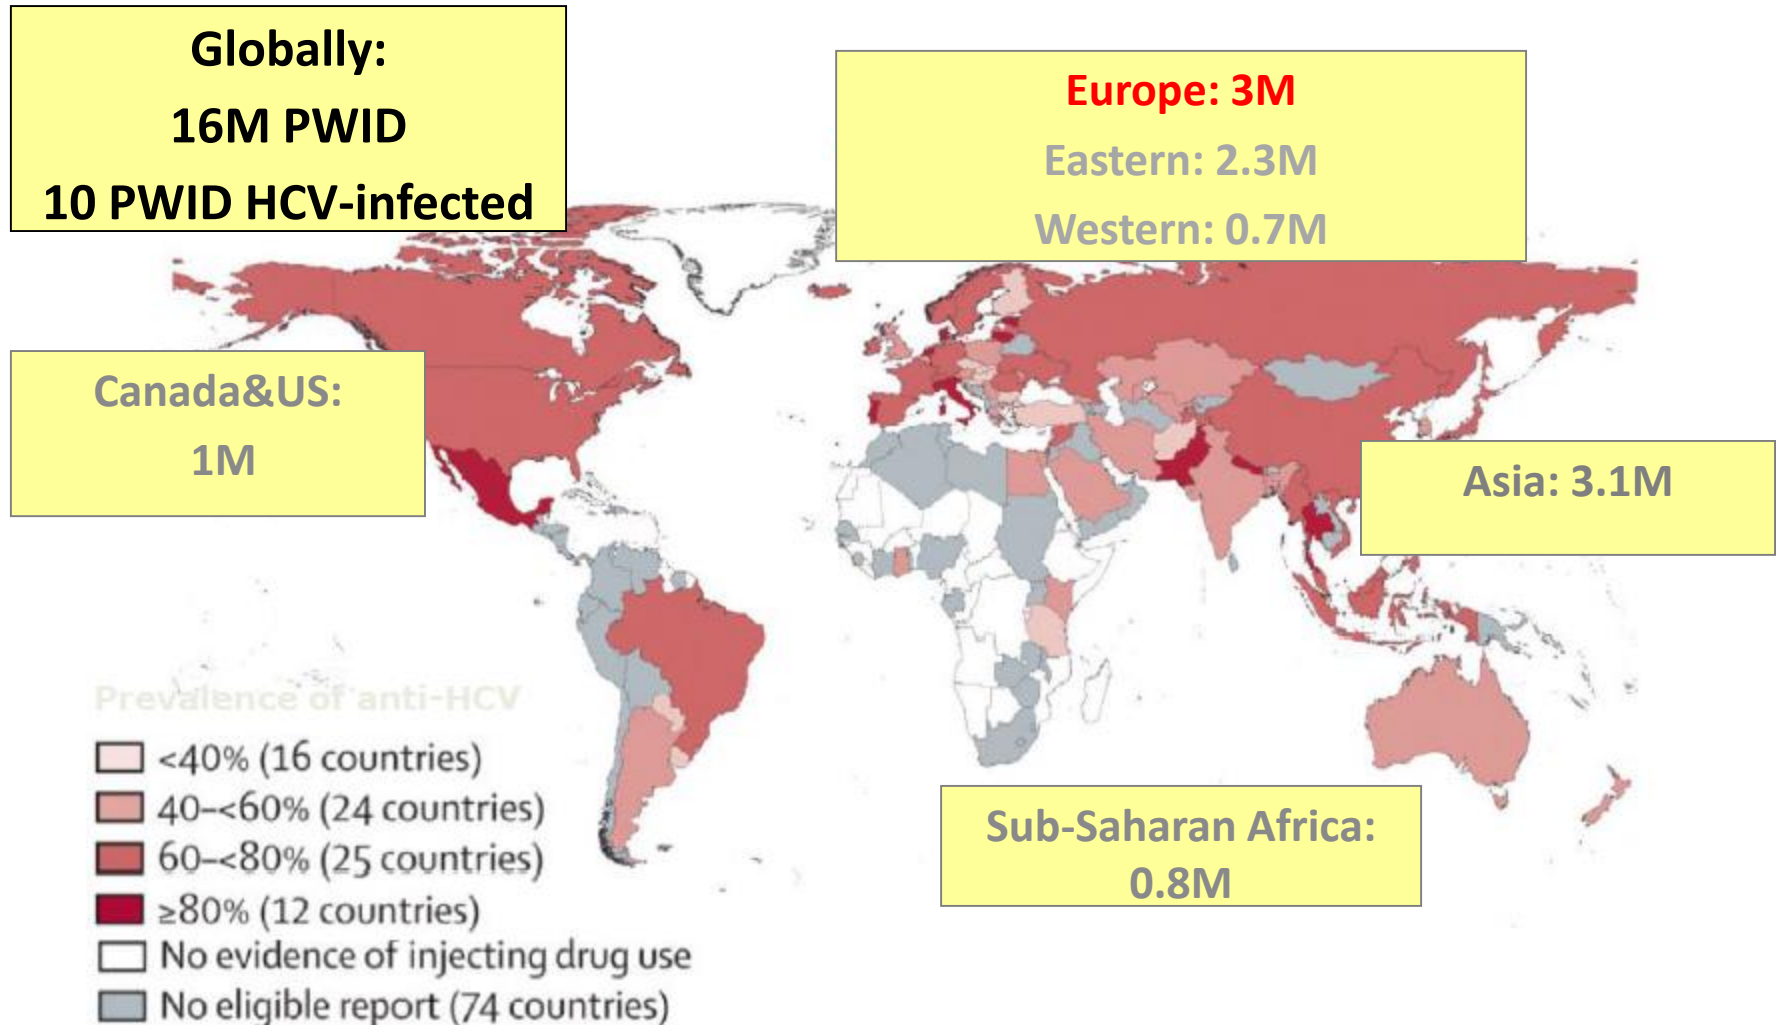 Globally:
16M PWID
10 PWID HCV-infected
Europe: 3M
Eastern: 2.3M
Western: 0.7M
Canada&US:
1M
Asia: 3.1M
Sub-Saharan Africa:
0.8M
Prevalence of anti-HCV
<40% (16 countries)
40–<60% (24 countries)
60–<80% (25 countries)
≥80% (12 countries)
No evidence of injecting drug use
No eligible report (74 countries)